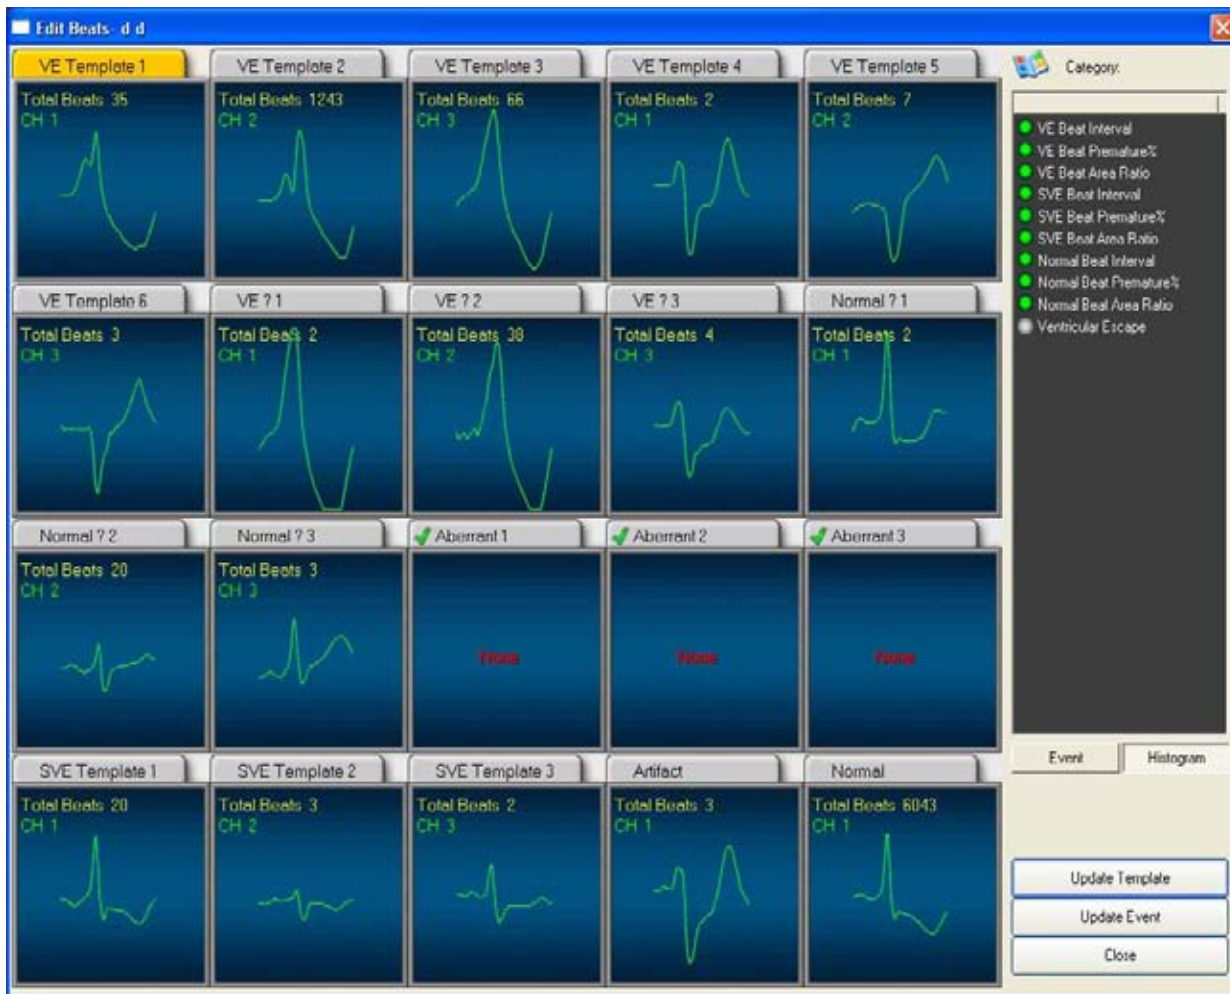 Edit Beats- d d
VE Template 1
VE Template 2
VE Template 3
VE Template 4
VE Template 5
Total Beats 35
CH 1
Total Beats 1243
CH 2
Total Beats 66
CH 3
Total Beats 2
CH 1
Total Beats 7
CH 2
VE Template 6
VE ? 1
VE ? 2
VE ? 3
Normal ? 1
Total Beats 3
CH 3
Total Beats 2
CH 1
Total Beats 38
CH 2
Total Beats 4
CH 3
Total Beats 2
CH 1
Normal ? 2
Normal ? 3
Aberrant 1
Aberrant 2
Aberrant 3
Total Beats 20
CH 2
Total Beats 3
CH 3
None
None
None
SVE Template 1
SVE Template 2
SVE Template 3
Artifact
Normal
Total Beats 20
CH 1
Total Beats 3
CH 2
Total Beats 2
CH 3
Total Beats 3
CH 1
Total Beats 6043
CH 1
Category:
VE Beat Interval
VE Beat Premature%
VE Beat Area Ratio
SVE Beat Interval
SVE Beat Premature%
SVE Beat Area Ratio
Normal Beat Interval
Normal Beat Premature%
Normal Beat Area Ratio
Ventricular Escape
Event
Histogram
Update Template
Update Event
Close